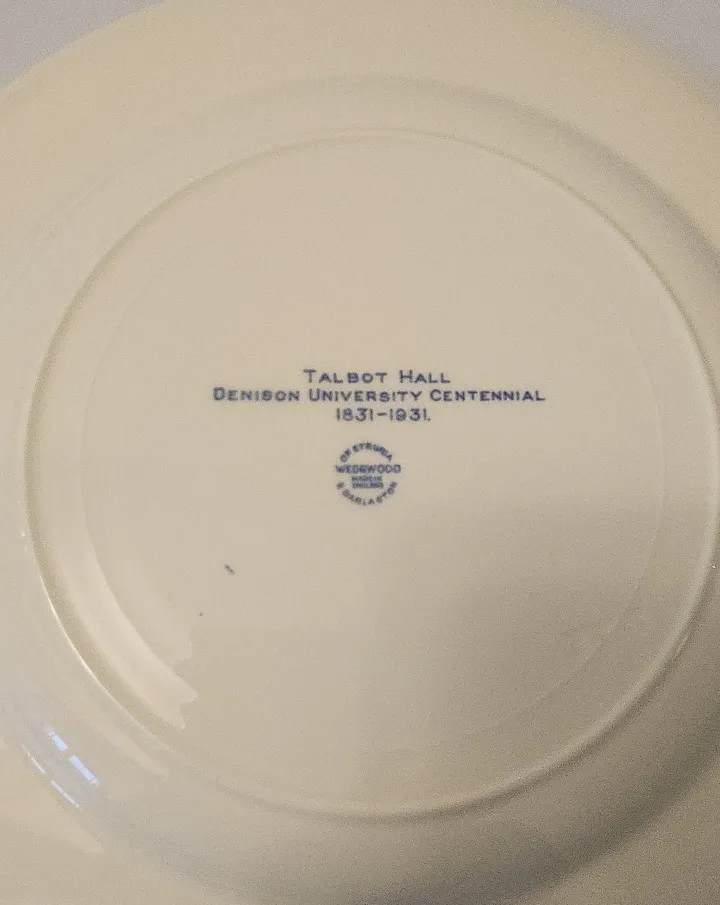 TALBOT HALL
DENISON UNIVERSITY CENTENNIAL
1831-1931.
OF ETRURIA
WEDGWOOD
MADE IN
ENGLAND
& BARLASTON